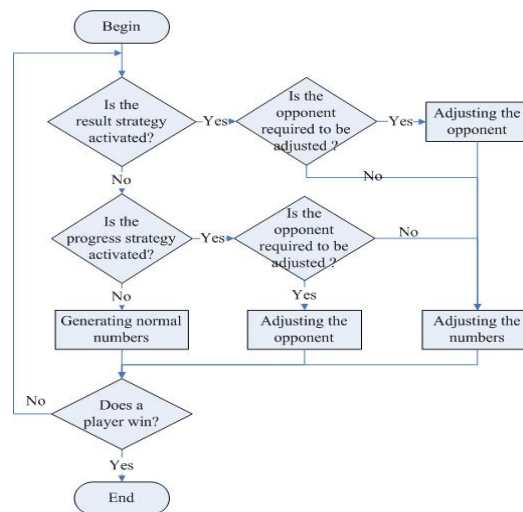 Begin
Is the
result strategy
activated?
Yes
Is the
opponent
required to be
adjusted ?
Yes
Adjusting the
opponent
No
No
Is the
progress strategy
activated?
Yes
Is the
opponent
required to be
adjusted ?
No
No
Yes
Generating normal
numbers
Adjusting the
opponent
Adjusting the
numbers
Does a
player win?
No
Yes
End